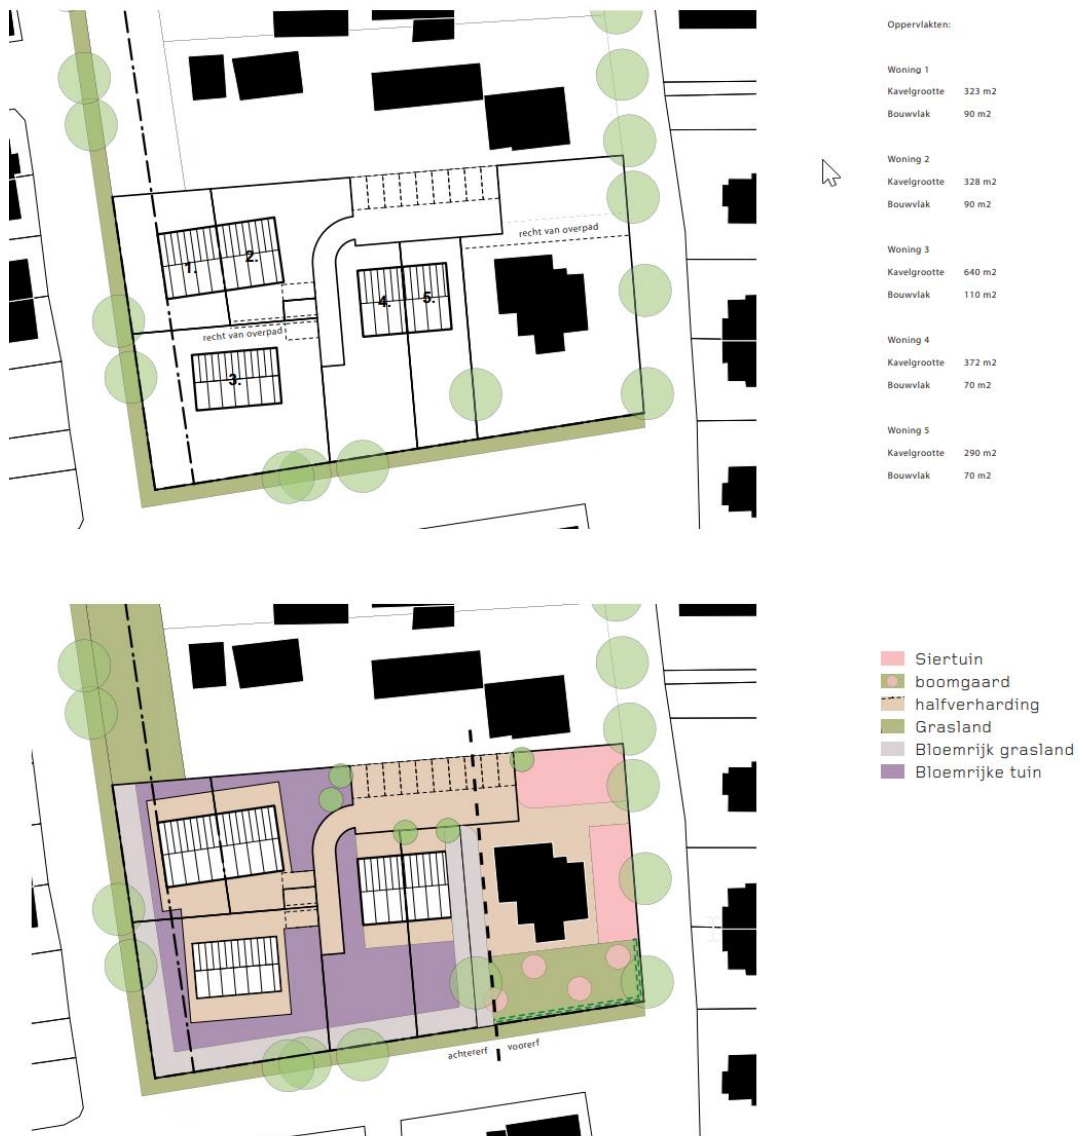 Oppervlakten:
Woning 1
Kavelgrootte 323 m2
Bouwvlak 90 m2
Woning 2
Kavelgrootte 328 m2
Bouwvlak 90 m2
Woning 3
Kavelgrootte 640 m2
Bouwvlak 110 m2
Woning 4
Kavelgrootte 372 m2
Bouwvlak 70 m2
Woning 5
Kavelgrootte 290 m2
Bouwvlak 70 m2
recht van overpad
1.
2.
4.
5.
recht van overpad
3.
Siertuin
boomgaard
halfverharding
Grasland
Bloemrijk grasland
Bloemrijke tuin
achtererf
voorerf